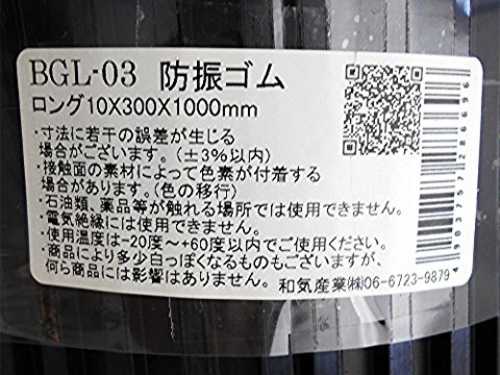 BGL-03 防振ゴム
ロング10X300X1000mm
・寸法に若干の誤差が生じる
場合がございます。(±3%以内)
・接触面の素材によって色素が付着する
場合があります。(色の移行)
・石油類、薬品等が触れる場所では使用できません。
・電気絶縁には使用できません。
・使用温度は-20度~+60度以内でご使用ください。
・商品により多少白っぽくなるものもございますが、
何ら商品には影響はありません。
和気産業㈱06-6723-9879
4903757286696